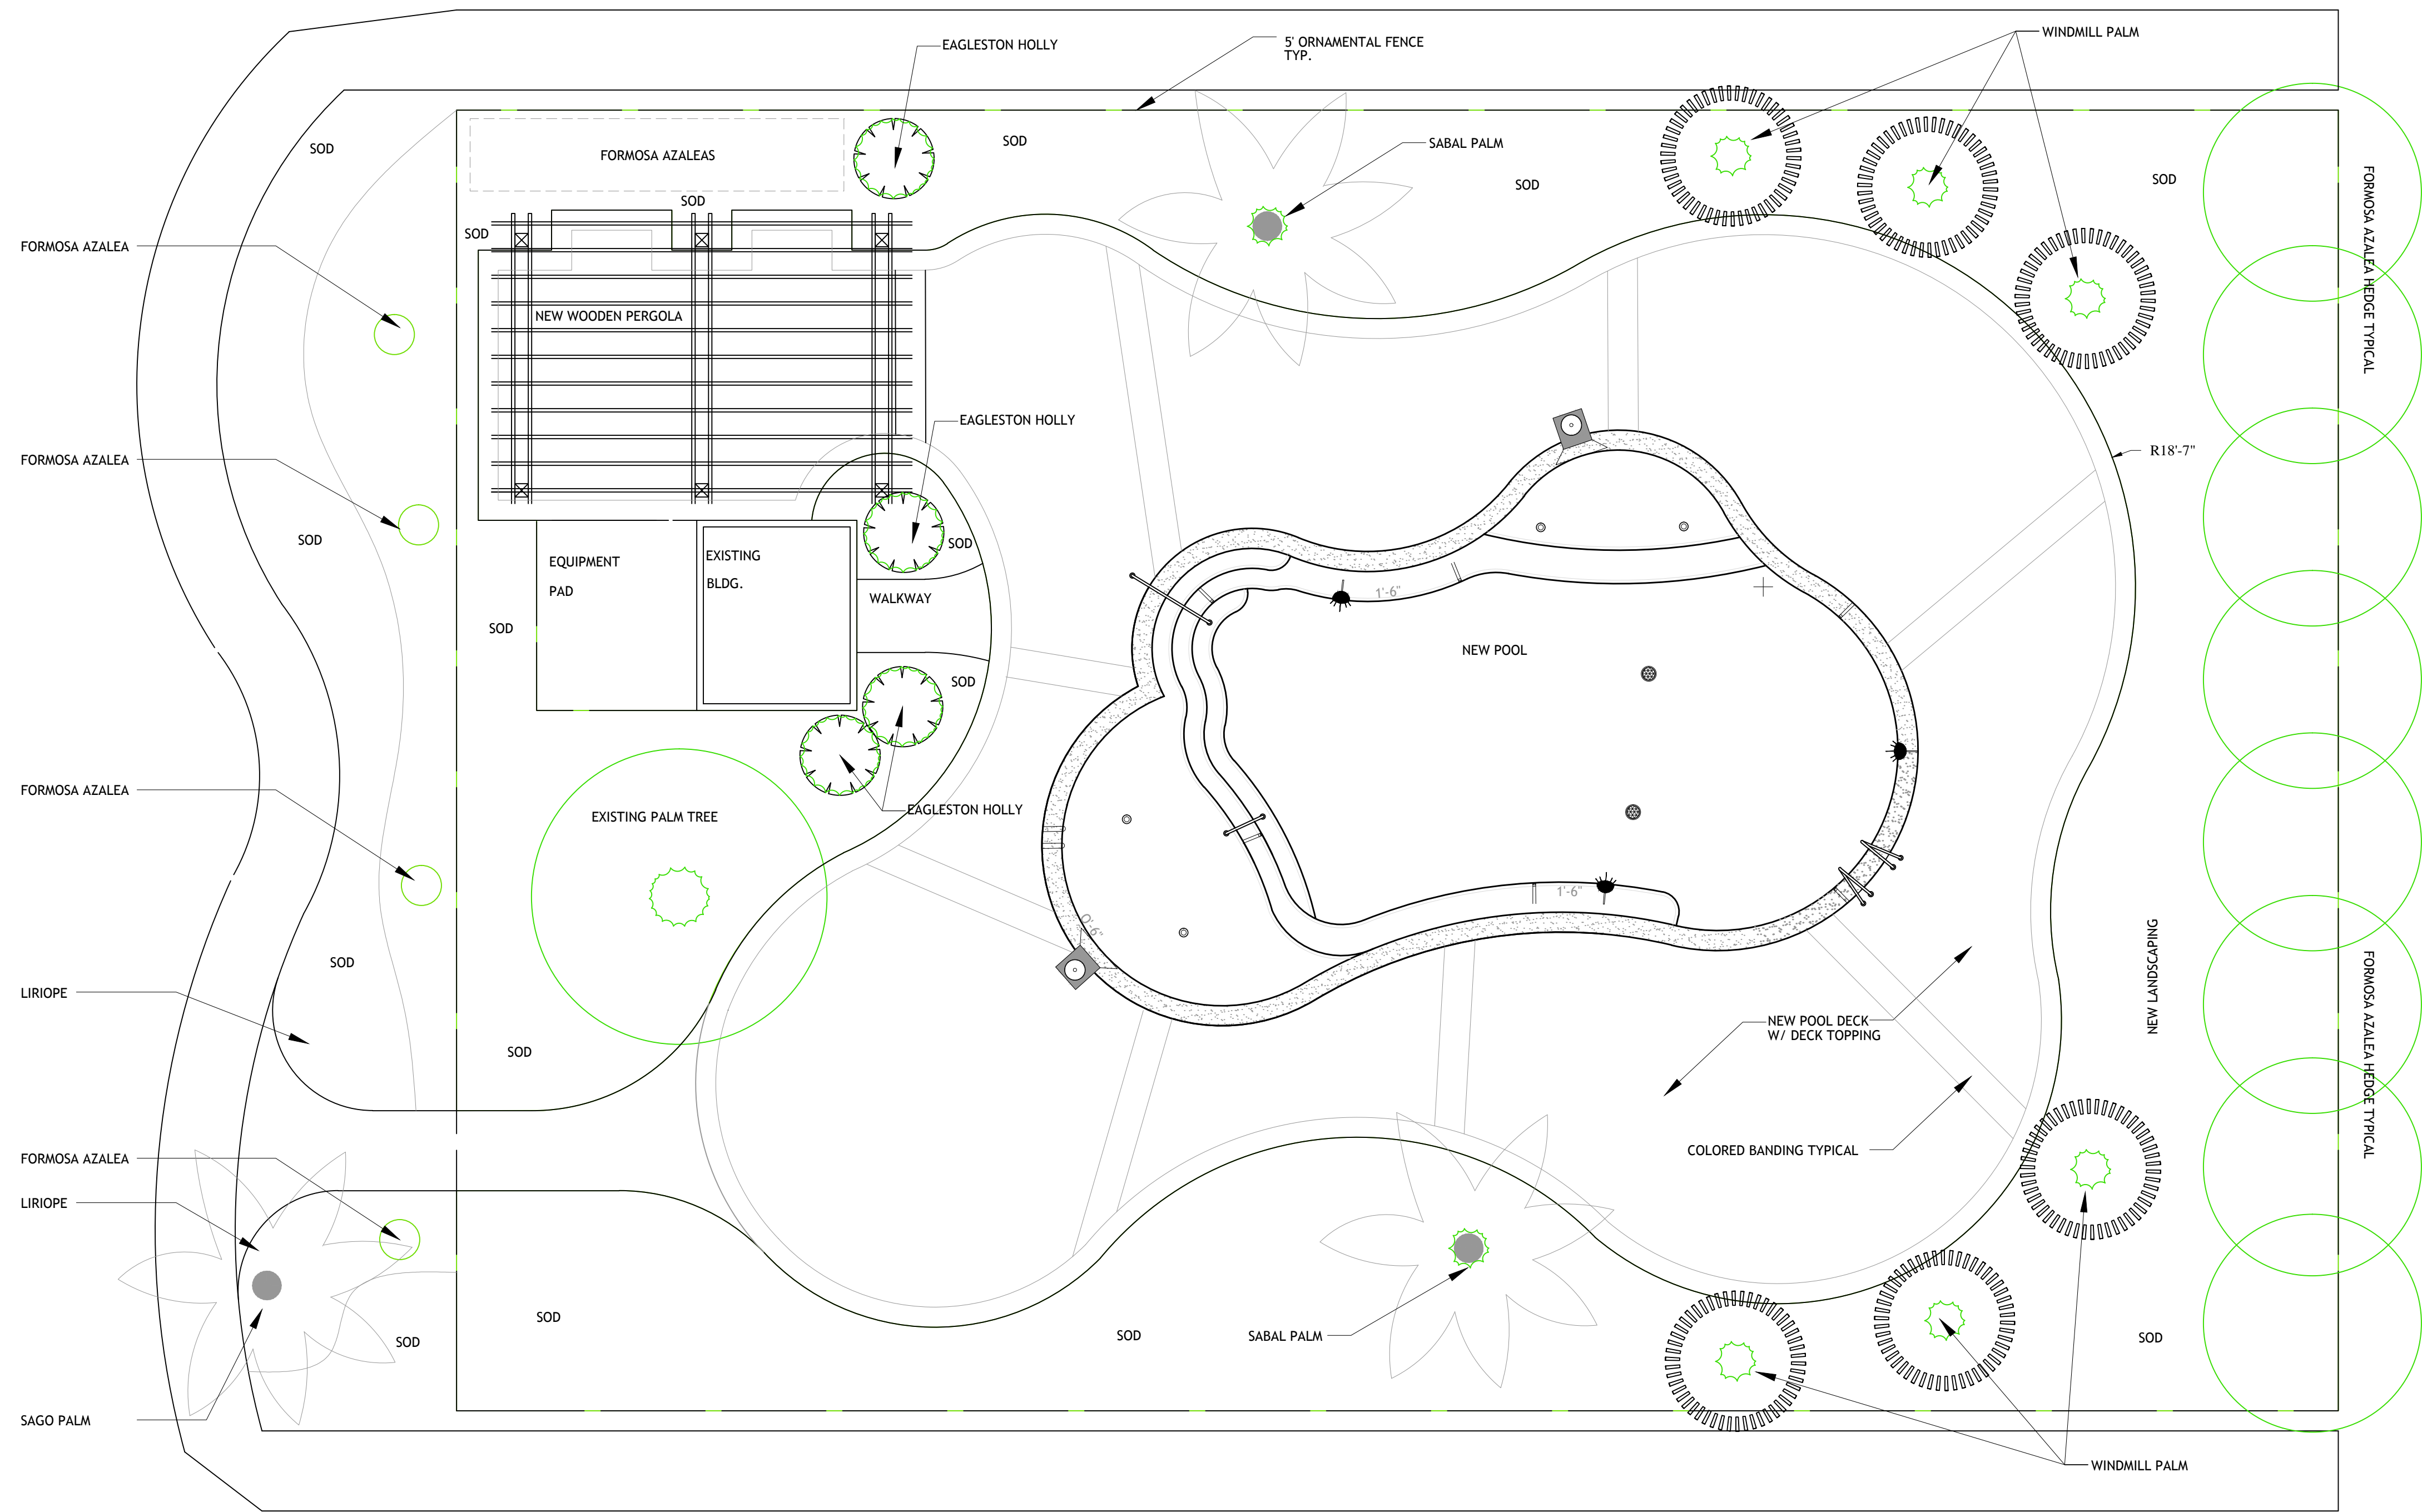 WINDMILL PALM
EAGLESTON HOLLY
5' ORNAMENTAL FENCE
TYP.
SOD
SOD
SABAL PALM
FORMOSA AZALEAS
SOD
SOD
SOD
SOD
FORMOSA AZALEA HEDGE TYPICAL
FORMOSA AZALEA
NEW WOODEN PERGOLA
EAGLESTON HOLLY
R18'-7"
FORMOSA AZALEA
SOD
SOD
EQUIPMENT
PAD
EXISTING
BLDG.
WALKWAY
1'-6"
SOD
NEW POOL
SOD
FORMOSA AZALEA
EXISTING PALM TREE
EAGLESTON HOLLY
1'-6"
0'-6"
SOD
NEW LANDSCAPING
FORMOSA AZALEA HEDGE TYPICAL
LIRIOPE
NEW POOL DECK
W/ DECK TOPPING
SOD
COLORED BANDING TYPICAL
FORMOSA AZALEA
LIRIOPE
SOD
SOD
SABAL PALM
SOD
SOD
SAGO PALM
WINDMILL PALM